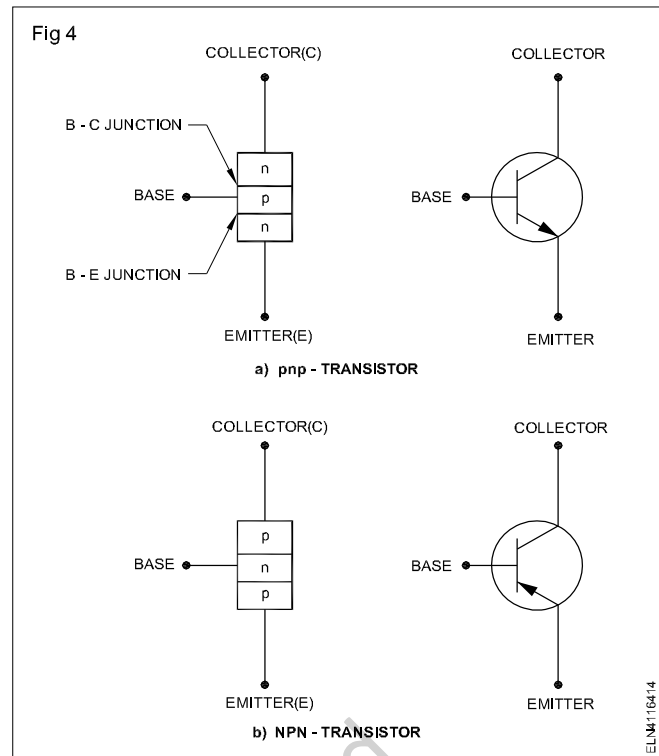 Fig 4
COLLECTOR(C)
COLLECTOR
B - C JUNCTION
n
BASE
p
BASE
n
B - E JUNCTION
EMITTER(E)
EMITTER
a) pnp - TRANSISTOR
COLLECTOR(C)
COLLECTOR
p
BASE
n
BASE
p
EMITTER(E)
EMITTER
b) NPN - TRANSISTOR
ELN4116414